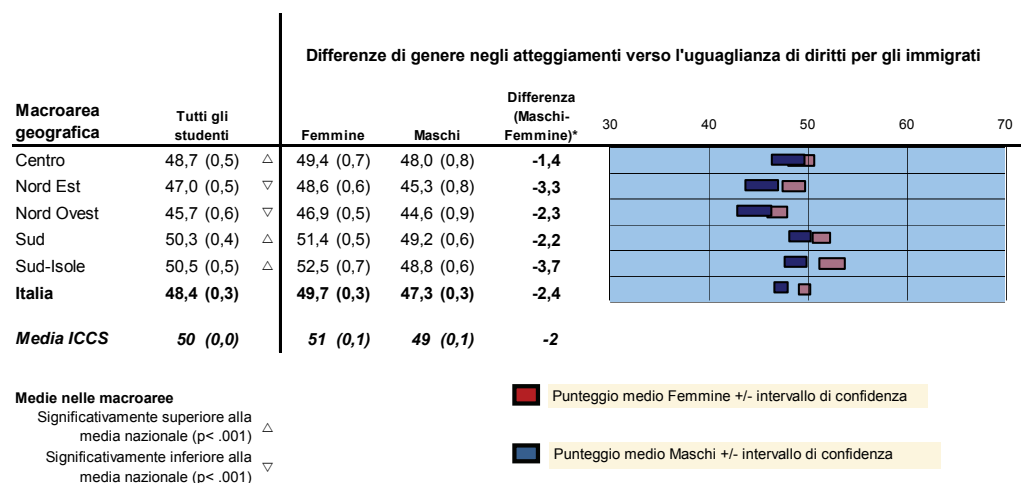 Differenze di genere negli atteggiamenti verso l'uguaglianza di diritti per gli immigrati
Macroarea geografica Tutti gli studenti Femmine Maschi Differenza (Maschi-Femmine)* 30 40 50 60 70
Centro 48,7 (0,5) △ 49,4 (0,7) 48,0 (0,8) -1,4
Nord Est 47,0 (0,5) ▽ 48,6 (0,6) 45,3 (0,8) -3,3
Nord Ovest 45,7 (0,6) ▽ 46,9 (0,5) 44,6 (0,9) -2,3
Sud 50,3 (0,4) △ 51,4 (0,5) 49,2 (0,6) -2,2
Sud-Isole 50,5 (0,5) △ 52,5 (0,7) 48,8 (0,6) -3,7
Italia 48,4 (0,3) 49,7 (0,3) 47,3 (0,3) -2,4
Media ICCS 50 (0,0) 51 (0,1) 49 (0,1) -2
Medie nelle macroaree
Significativamente superiore alla
media nazionale (p< .001) △
Significativamente inferiore alla
media nazionale (p< .001) ▽
Punteggio medio Femmine +/- intervallo di confidenza
Punteggio medio Maschi +/- intervallo di confidenza